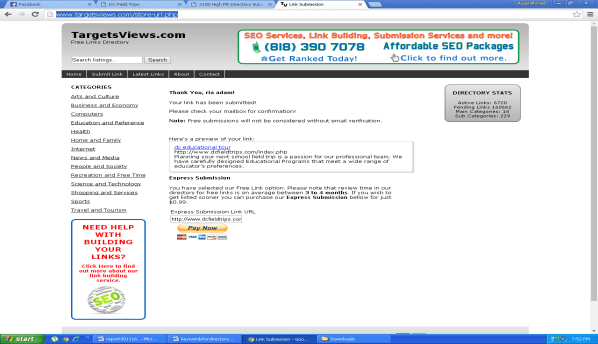 Facebook
DC Field Trips
2100 High PR Directory Sub
Link Submission
www.targetsviews.com/store-url.php
TargetsViews.com
Free Links Directory
Search listings...
Search
SEO Services, Link Building, Submission Services and more!
(818) 390 7078
Affordable SEO Packages
@Get Ranked Today!
Click to find out more.
Home
Submit Link
Latest Links
About
Contact
CATEGORIES
Arts and Culture
Business and Economy
Computers
Education and Reference
Health
Home and Family
Internet
News and Media
People and Society
Recreation and Free Time
Science and Technology
Shopping and Services
Sports
Travel and Tourism
NEED HELP
WITH
BUILDING
YOUR
LINKS?
Click Here to find
out more about our
link building
service.
SEO
Thank You, ria adam!
Your link has been submitted!
Please check your mailbox for confirmation!
Note: Free submissions will not be considered without email verification.
Here's a preview of your link:
dc educational tour
http://www.dcfieldtrips.com/index.php
Planning your next school field trip is a passion for our professional team. We
have carefully designed Educational Programs that meet a wide range of
educator's preferences.
Express Submission
You have selected our Free Link option. Please note that review time in our
directory for free links is on average between 3 to 4 months. If you wish to
get listed sooner you can purchase our Express Submission bellow for just
$0.99.
Express Submission Link URL
http://www.dcfieldtrips.cor
Pay Now
DIRECTORY STATS
Active Links: 6720
Pending Links: 160662
Main Categories: 14
Sub Categories: 229
start
Link Submission - Goo...
Downloads
7:52 PM